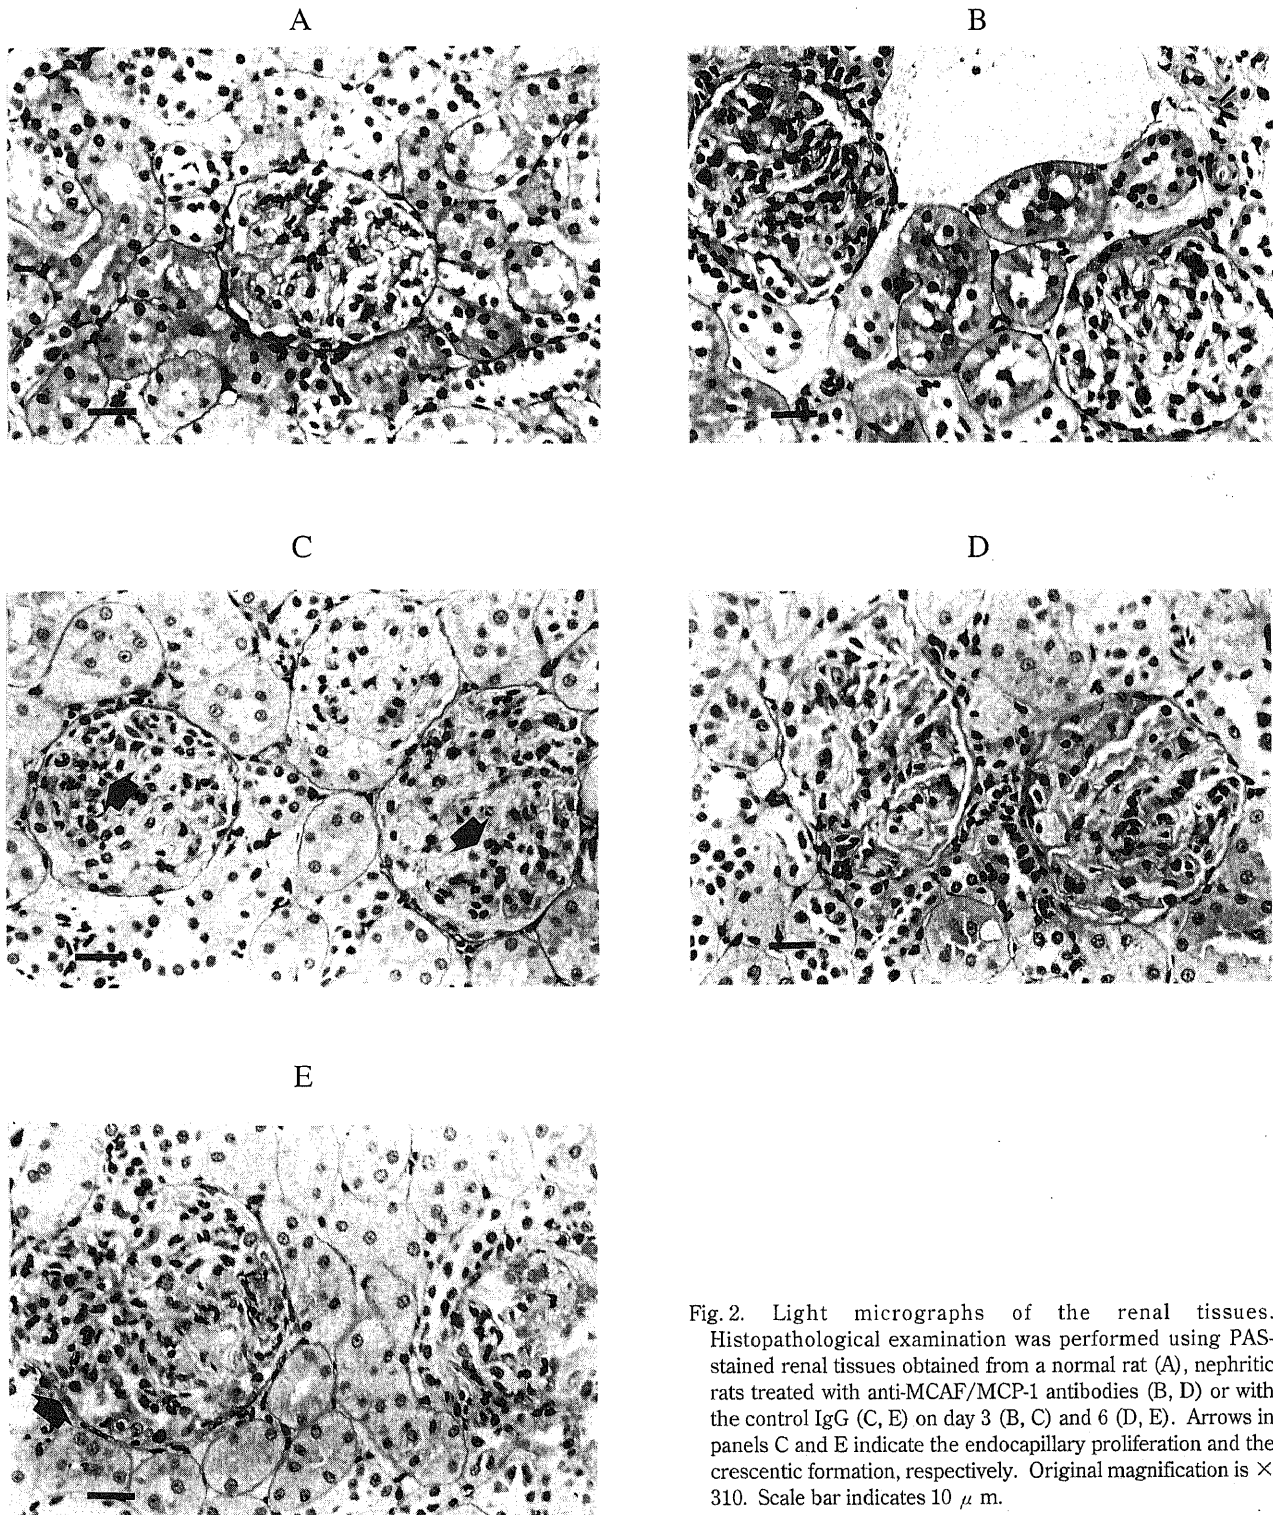 A
B
C
D
E
Fig. 2. Light micrographs of the renal tissues.
Histopathological examination was performed using PAS-
stained renal tissues obtained from a normal rat (A), nephritic
rats treated with anti-MCAF/MCP-1 antibodies (B, D) or with
the control IgG (C, E) on day 3 (B, C) and 6 (D, E). Arrows in
panels C and E indicate the endocapillary proliferation and the
crescentic formation, respectively. Original magnification is ×
310. Scale bar indicates 10 μ m.